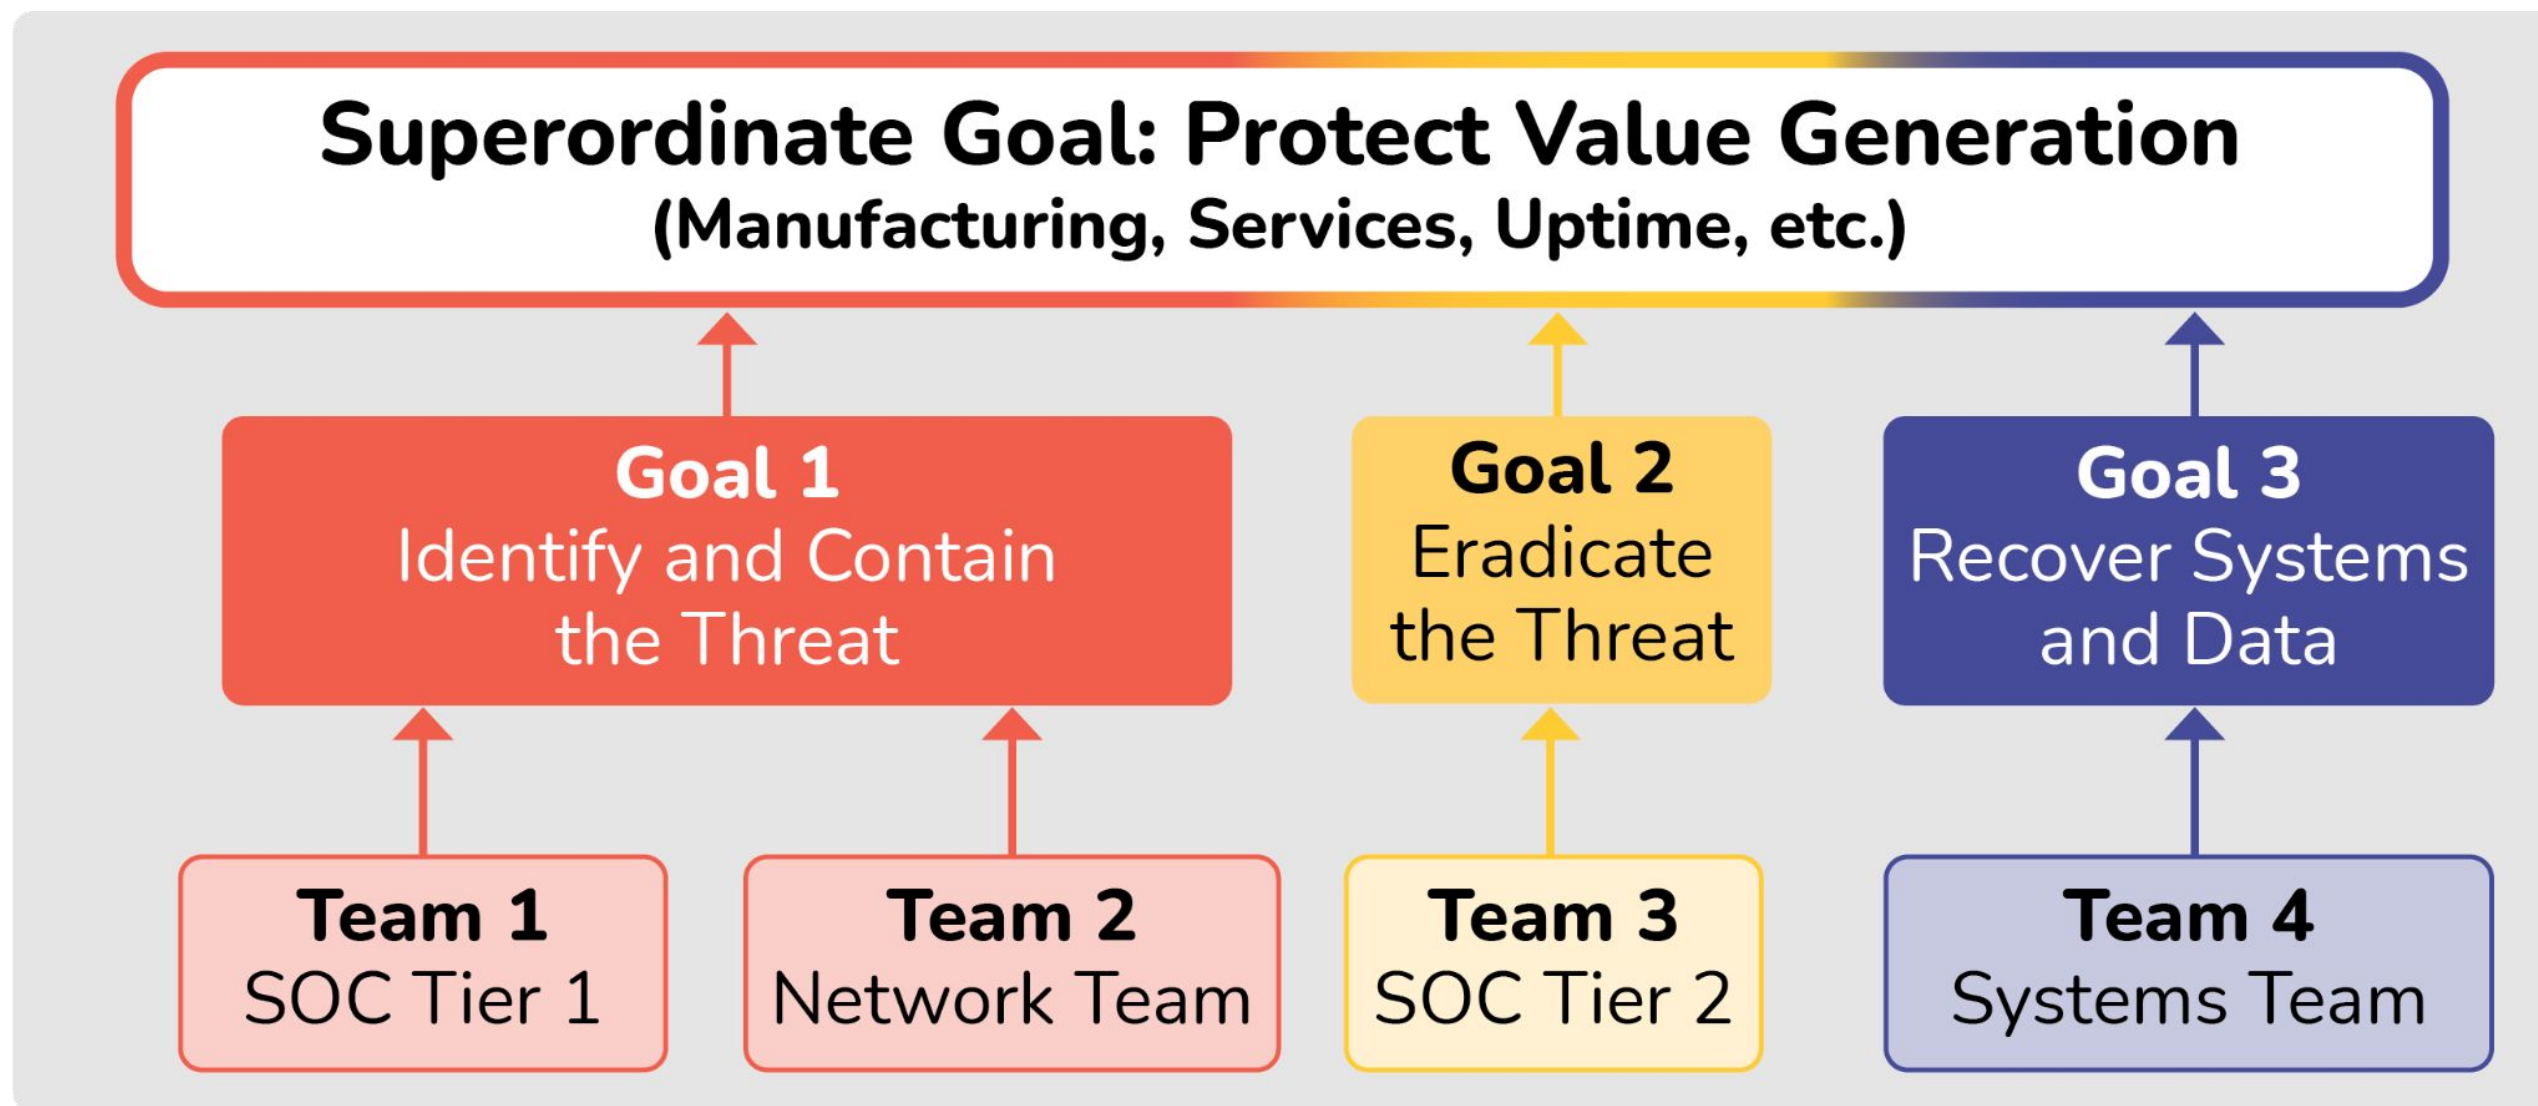 Superordinate Goal: Protect Value Generation
(Manufacturing, Services, Uptime, etc.)
Goal 1
Identify and Contain
the Threat
Goal 2
Eradicate
the Threat
Goal 3
Recover Systems
and Data
Team 1
SOC Tier 1
Team 2
Network Team
Team 3
SOC Tier 2
Team 4
Systems Team